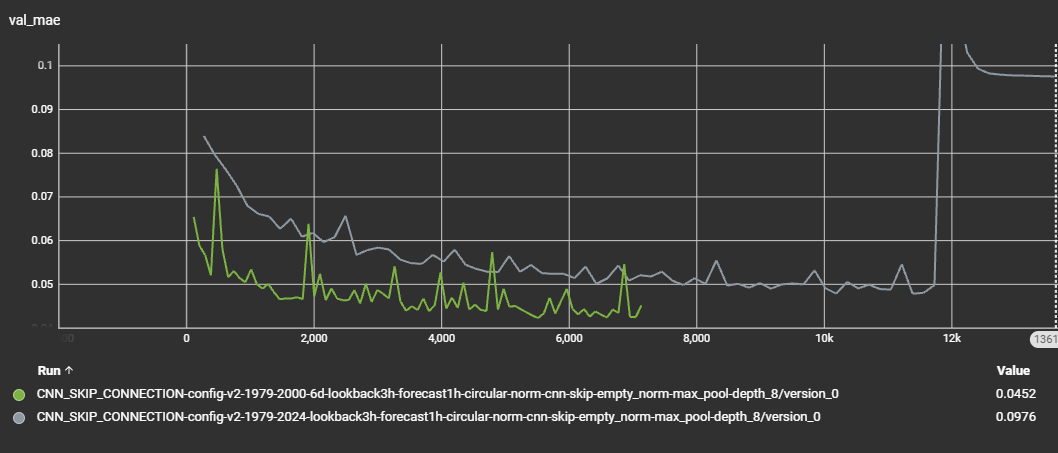 val_mae
0.1
0.09
0.08
0.07
0.06
0.05
0 2,000 4,000 6,000 8,000 10k 12k 1361
Run ↑ Value
CNN_SKIP_CONNECTION-config-v2-1979-2000-6d-lookback3h-forecast1h-circular-norm-cnn-skip-empty_norm-max_pool-depth_8/version_0 0.0452
CNN_SKIP_CONNECTION-config-v2-1979-2024-lookback3h-forecast1h-circular-norm-cnn-skip-empty_norm-max_pool-depth_8/version_0 0.0976